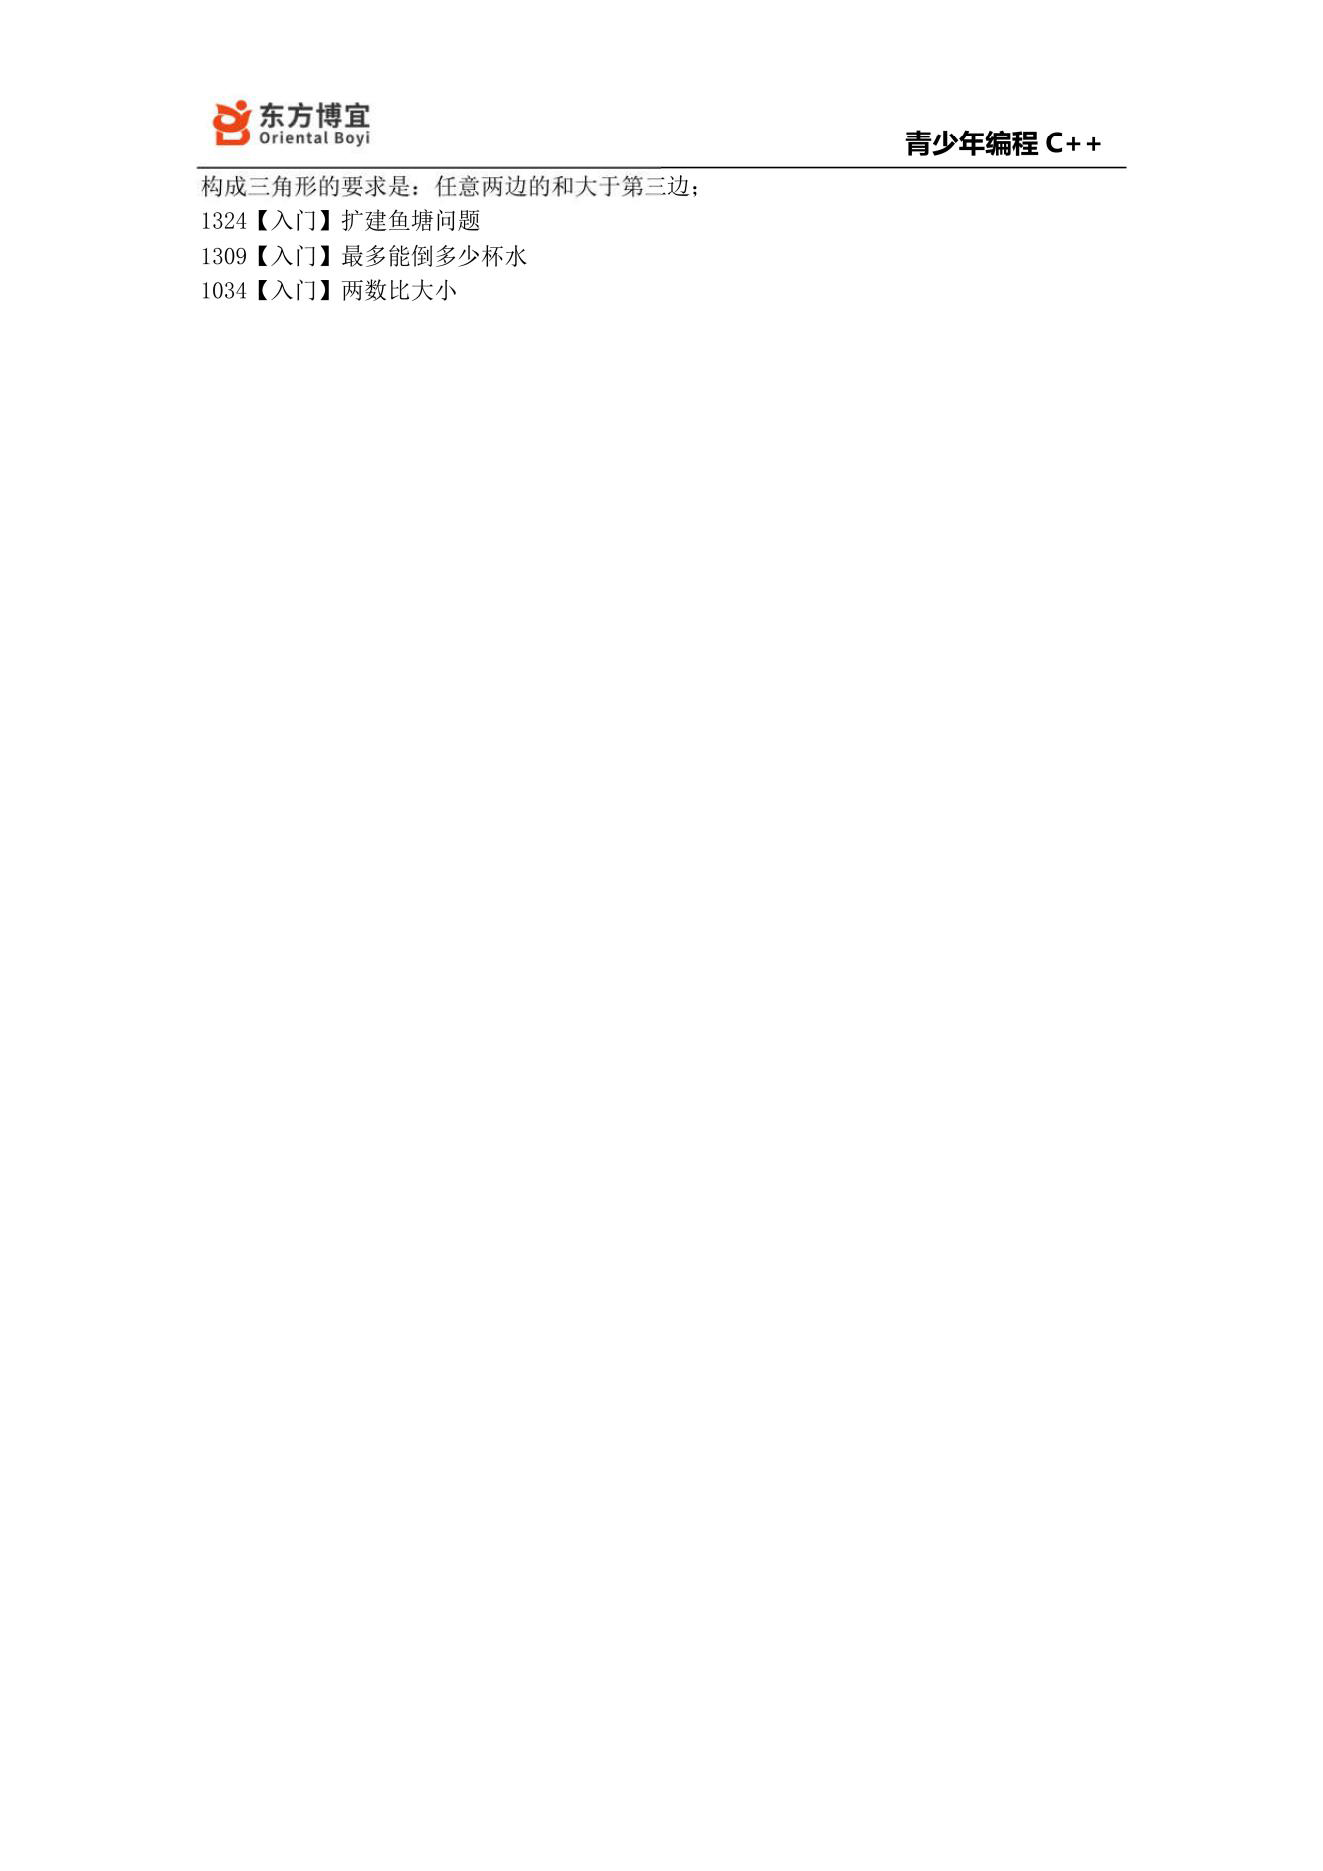 东方博宜
Oriental Boyi
青少年编程 C++
构成三角形的要求是：任意两边的和大于第三边；
1324【入门】扩建鱼塘问题
1309【入门】最多能倒多少杯水
1034【入门】两数比大小